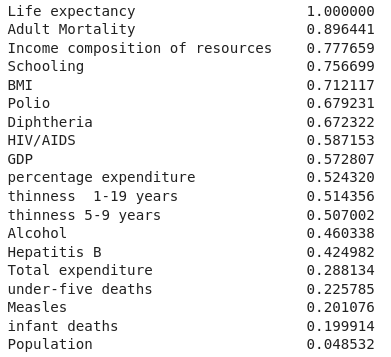 Life expectancy 1.000000
Adult Mortality 0.896441
Income composition of resources 0.777659
Schooling 0.756699
BMI 0.712117
Polio 0.679231
Diphtheria 0.672322
HIV/AIDS 0.587153
GDP 0.572807
percentage expenditure 0.524320
thinness  1-19 years 0.514356
thinness 5-9 years 0.507002
Alcohol 0.460338
Hepatitis B 0.424982
Total expenditure 0.288134
under-five deaths 0.225785
Measles 0.201076
infant deaths 0.199914
Population 0.048532